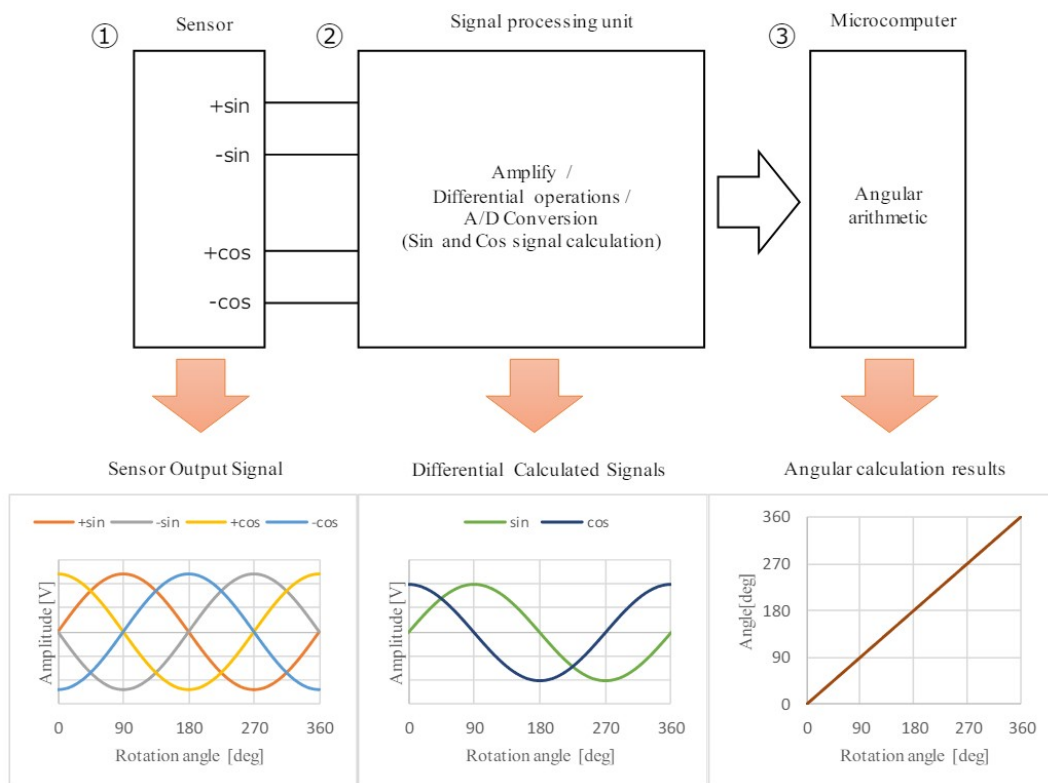 ① Sensor
② Signal processing unit
③ Microcomputer
+sin
-sin
+cos
-cos
Amplify /
Differential operations /
A/D Conversion
(Sin and Cos signal calculation)
Angular
arithmetic
Sensor Output Signal
+sin -sin +cos -cos
Amplitude [V]
0 90 180 270 360
Rotation angle [deg]
Differential Calculated Signals
sin cos
Amplitude [V]
0 90 180 270 360
Rotation angle [deg]
Angular calculation results
Angle[deg]
360
270
180
90
0
0 90 180 270 360
Rotation angle [deg]